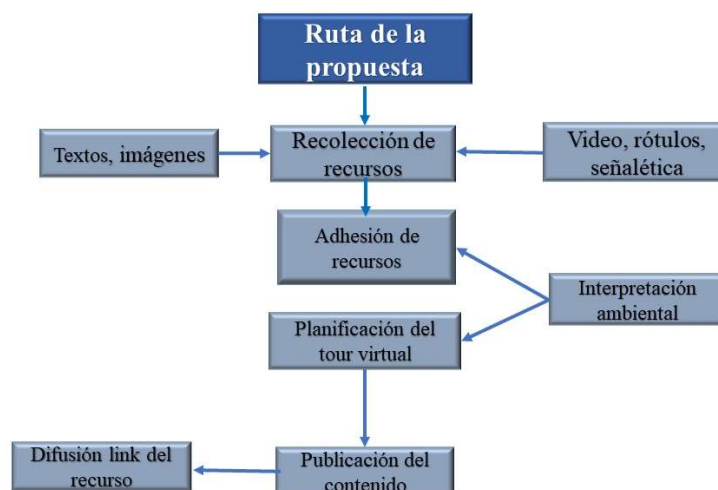 Ruta de la
propuesta
Textos, imágenes
Recolección de
recursos
Video, rótulos,
señalética
Adhesión de
recursos
Interpretación
ambiental
Planificación del
tour virtual
Difusión link del
recurso
Publicación del
contenido